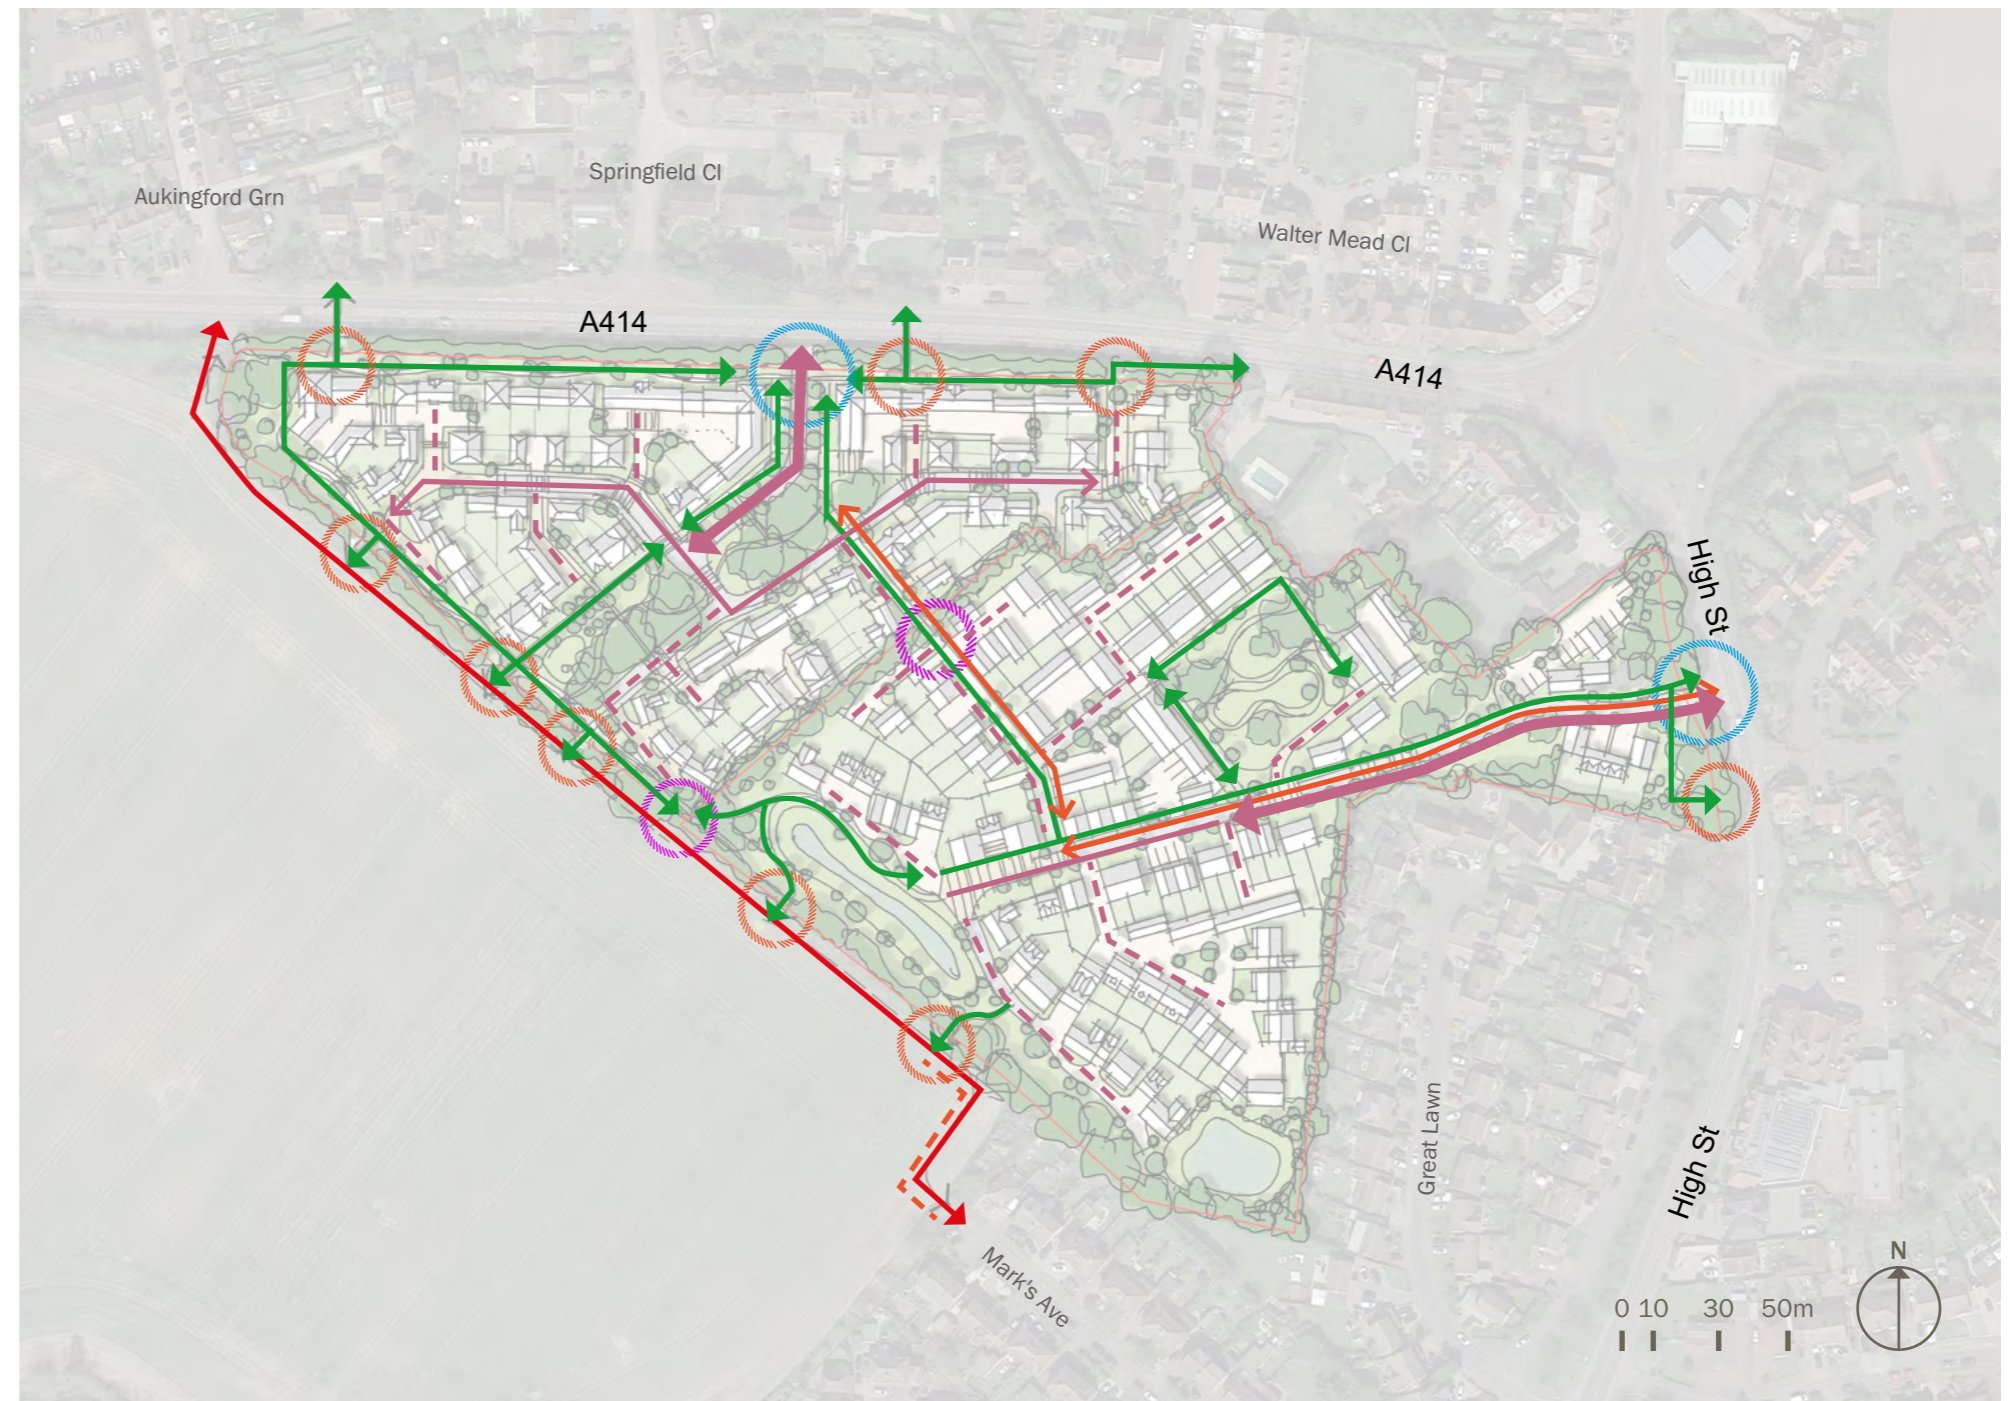 Springfield Cl
Aukingford Grn
Walter Mead Cl
A414
A414
High St
Great Lawn
High St
Mark's Ave
N
0 10 30 50m